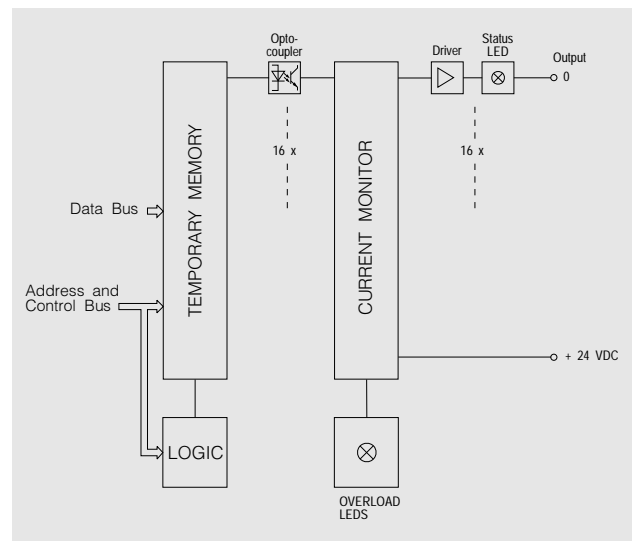 Opto-
coupler
Driver
Status
LED
Output
0
16 x
16 x
TEMPORARY MEMORY
CURRENT MONITOR
Data Bus
Address and
Control Bus
+ 24 VDC
LOGIC
OVERLOAD
LEDS